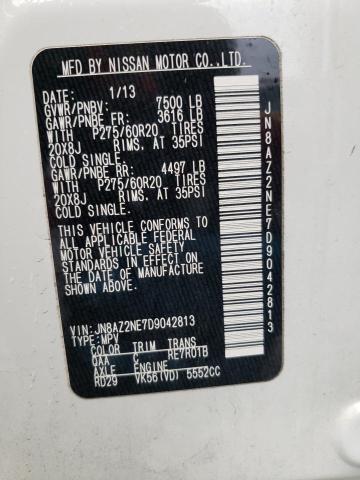 MFD BY NISSAN MOTOR CO.,LTD.
DATE: 1/13
GVWR/PNBV: 7500 LB
GAWR/PNBE FR: 3616 LB
WITH P275/60R20 TIRES
20X8J RIMS, AT 35PSI
COLD SINGLE.
GAWR/PNBE RR: 4497 LB
WITH P275/60R20 TIRES
20X8J RIMS, AT 35PSI
COLD SINGLE.
THIS VEHICLE CONFORMS TO
ALL APPLICABLE FEDERAL
MOTOR VEHICLE SAFETY
STANDARDS IN EFFECT ON
THE DATE OF MANUFACTURE
SHOWN ABOVE.
VIN: JN8AZ2NE7D9042813
TYPE: MPV
COLOR TRIM TRANS
QAA C RE7R01B
AXLE ENGINE
RD29 VK56(VD) 5552CC
JN8AZ2NE7D9042813